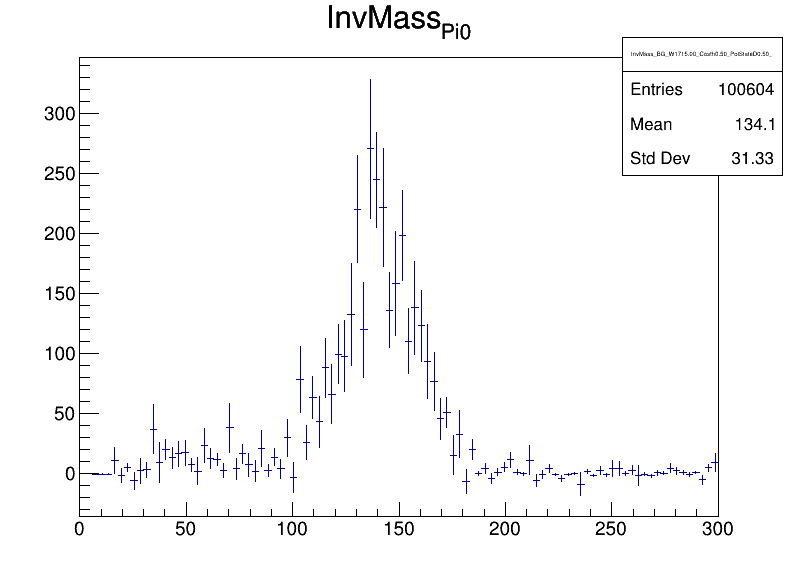 InvMass_Pi0
InvMass_BG_W1715.00_Costh0.50_PolStateD0.50_
Entries 100604
Mean 134.1
Std Dev 31.33
300
250
200
150
100
50
0
0 50 100 150 200 250 300